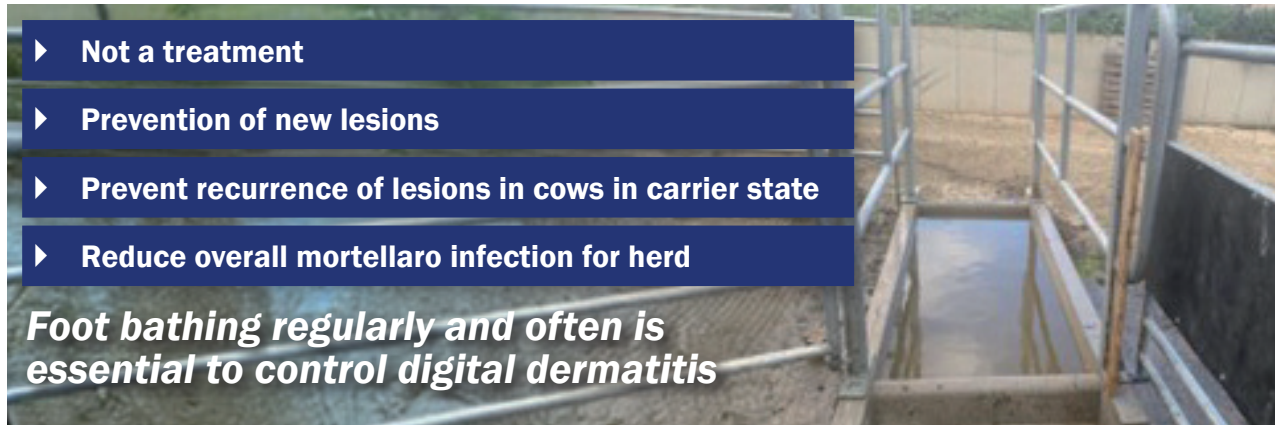 Not a treatment
Prevention of new lesions
Prevent recurrence of lesions in cows in carrier state
Reduce overall mortellaro infection for herd
Foot bathing regularly and often is
essential to control digital dermatitis